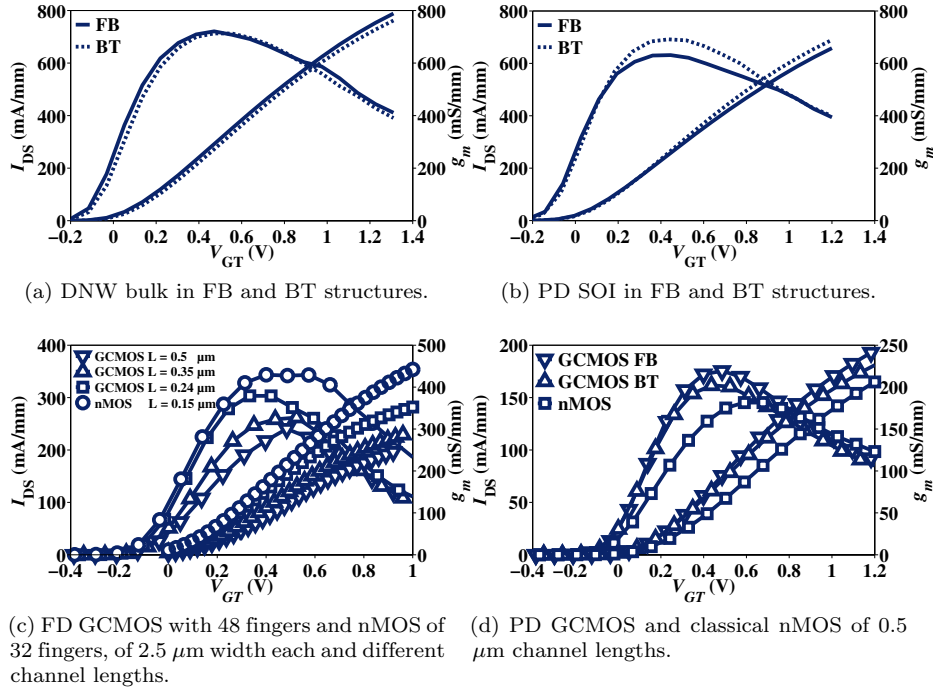 800
600
400
200
0
I_DS (mA/mm)
FB
BT
800
600
400
200
0
g_m (mS/mm)
−0.2 0 0.2 0.4 0.6 0.8 1 1.2 1.4
V_GT (V)
(a) DNW bulk in FB and BT structures.
800
600
400
200
0
I_DS (mA/mm)
FB
BT
800
600
400
200
0
g_m (mS/mm)
−0.2 0 0.2 0.4 0.6 0.8 1 1.2 1.4
V_GT (V)
(b) PD SOI in FB and BT structures.
400
300
200
100
0
I_DS (mA/mm)
GCMOS L = 0.5 μm
GCMOS L = 0.35 μm
GCMOS L = 0.24 μm
nMOS L = 0.15 μm
500
400
300
200
100
0
g_m (mS/mm)
−0.4 −0.2 0 0.2 0.4 0.6 0.8 1
V_GT (V)
(c) FD GCMOS with 48 fingers and nMOS of
32 fingers, of 2.5 μm width each and different
channel lengths.
200
150
100
50
0
I_DS (mA/mm)
GCMOS FB
GCMOS BT
nMOS
250
200
150
100
50
0
g_m (mS/mm)
−0.4 −0.2 0 0.2 0.4 0.6 0.8 1 1.2
V_GT (V)
(d) PD GCMOS and classical nMOS of 0.5
μm channel lengths.